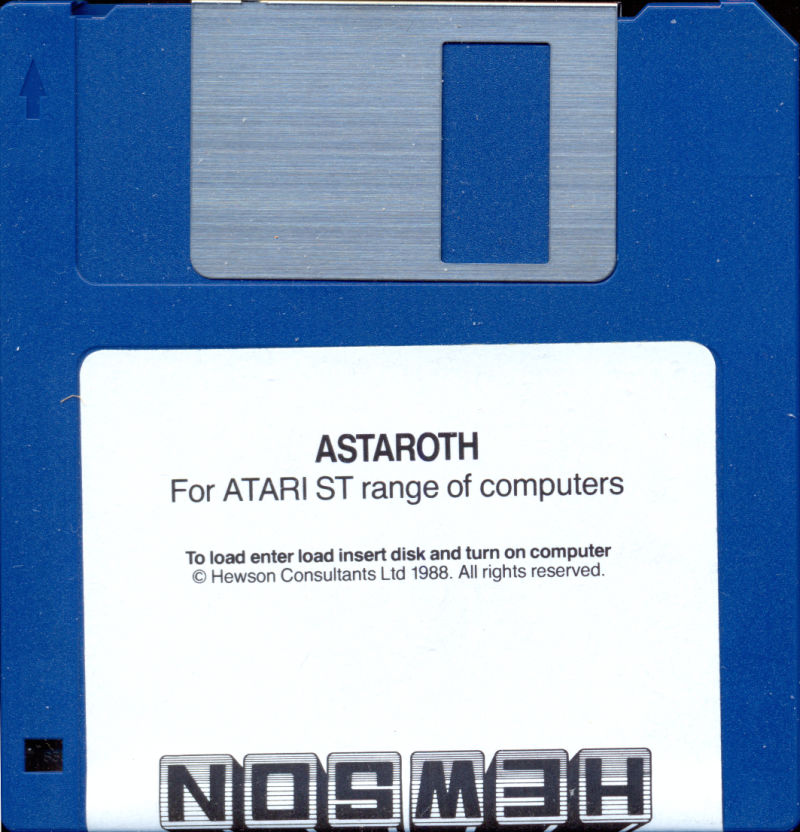 ASTAROTH
For ATARI ST range of computers
To load enter load insert disk and turn on computer
© Hewson Consultants Ltd 1988. All rights reserved.
HEWSON